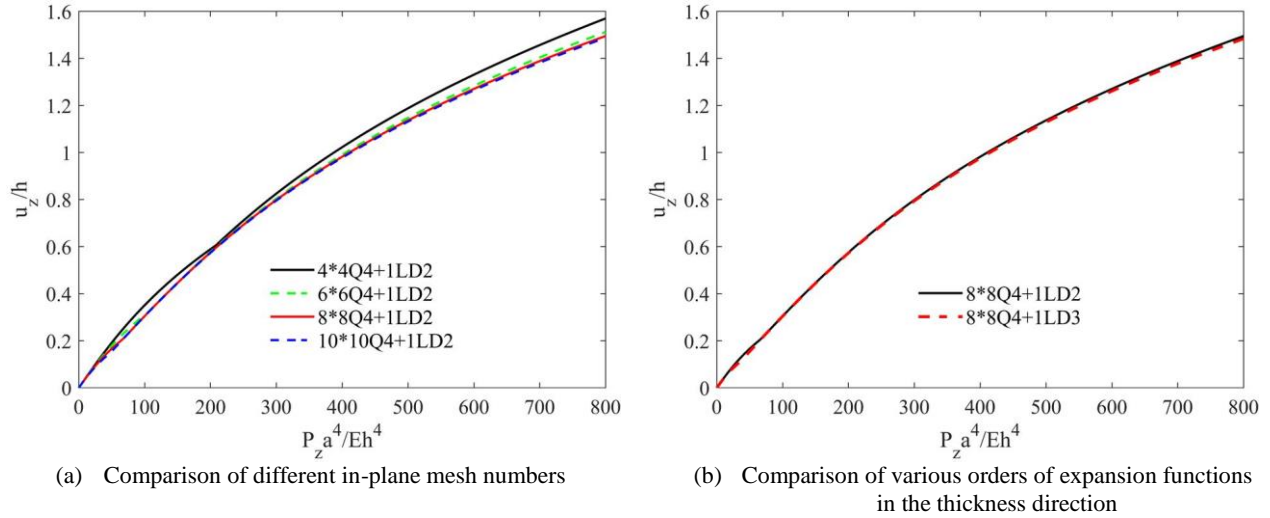 1.6
1.4
1.2
1
0.8
0.6
0.4
0.2
0
u_z/h
4*4Q4+1LD2
6*6Q4+1LD2
8*8Q4+1LD2
10*10Q4+1LD2
0 100 200 300 400 500 600 700 800
P_z a^4/Eh^4
(a) Comparison of different in-plane mesh numbers
1.6
1.4
1.2
1
0.8
0.6
0.4
0.2
0
u_z/h
8*8Q4+1LD2
8*8Q4+1LD3
0 100 200 300 400 500 600 700 800
P_z a^4/Eh^4
(b) Comparison of various orders of expansion functions
in the thickness direction